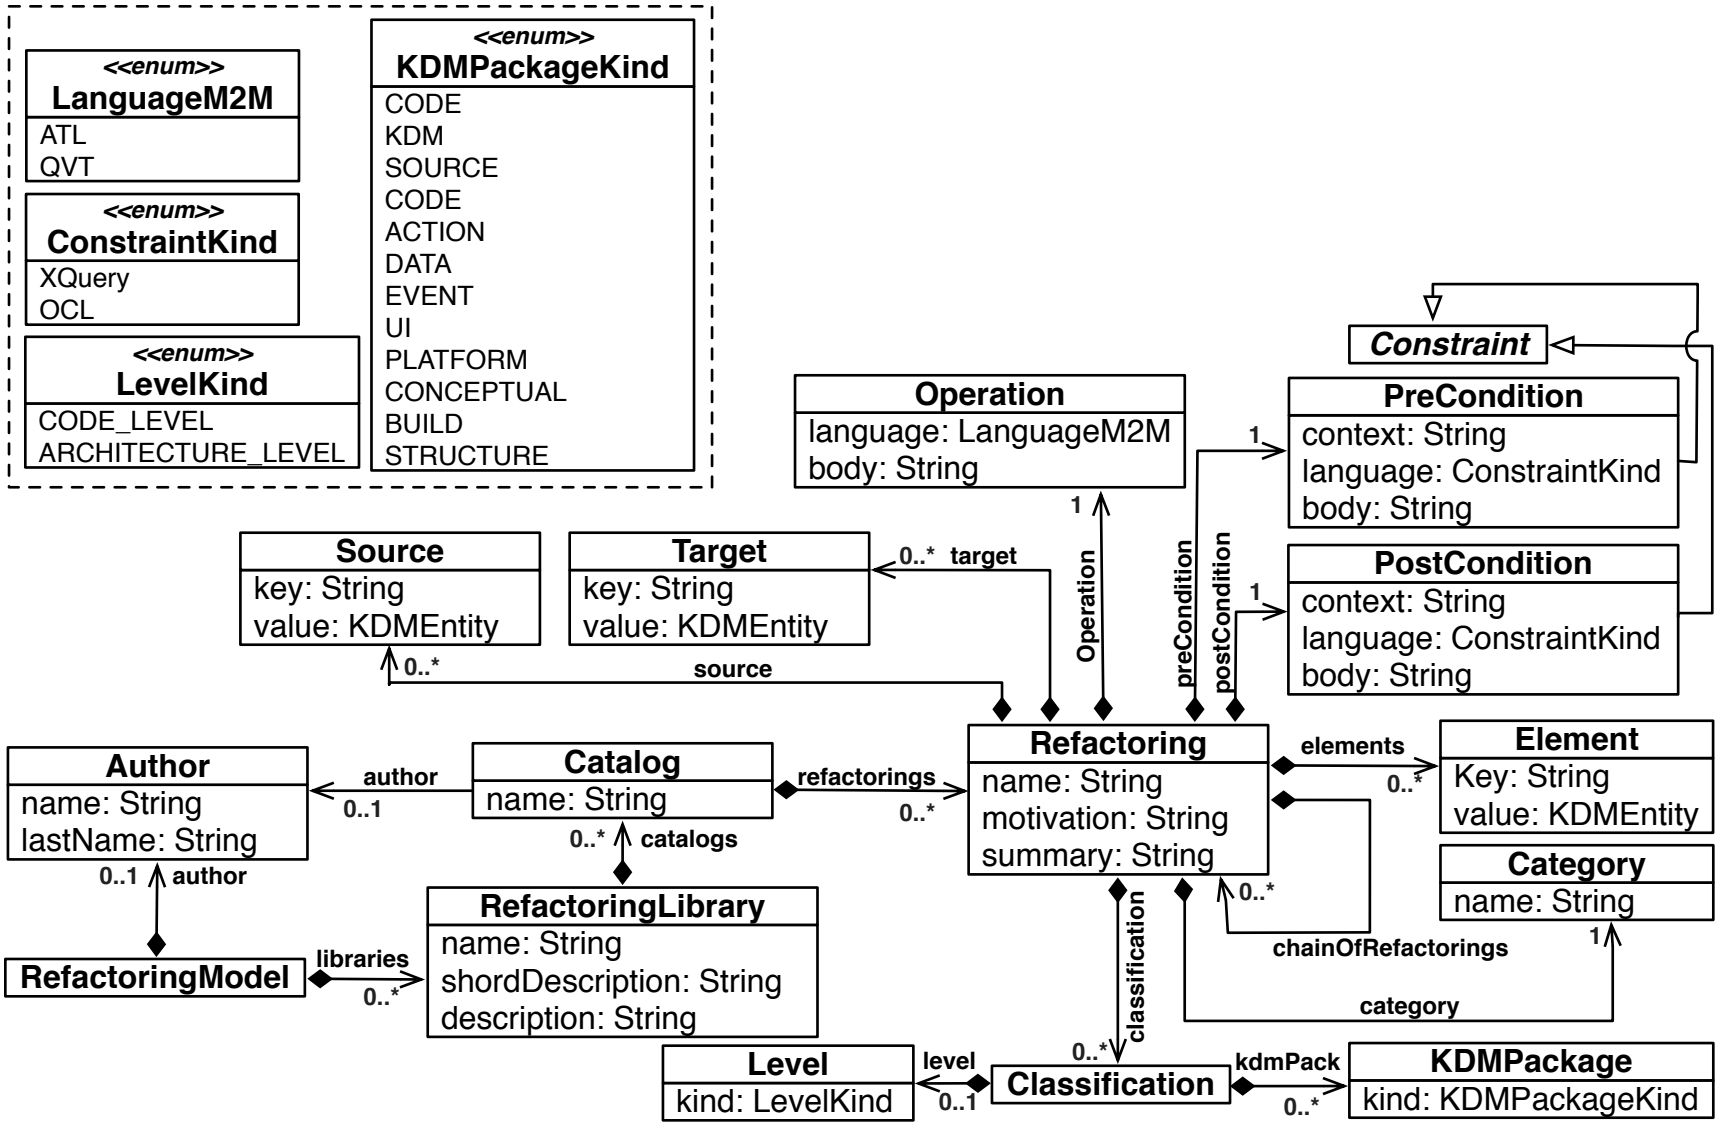 <<enum>>
LanguageM2M
ATL
QVT
<<enum>>
ConstraintKind
XQuery
OCL
<<enum>>
LevelKind
CODE_LEVEL
ARCHITECTURE_LEVEL
<<enum>>
KDMPackageKind
CODE
KDM
SOURCE
CODE
ACTION
DATA
EVENT
UI
PLATFORM
CONCEPTUAL
BUILD
STRUCTURE
Constraint
Operation
language: LanguageM2M
body: String
1
Operation
PreCondition
context: String
language: ConstraintKind
body: String
1
preCondition
PostCondition
context: String
language: ConstraintKind
body: String
1
postCondition
Source
key: String
value: KDMEntity
0..*
source
Target
key: String
value: KDMEntity
0..* target
Author
name: String
lastName: String
author
0..1
0..1 author
Catalog
name: String
refactorings
0..*
0..* catalogs
Refactoring
name: String
motivation: String
summary: String
elements
0..*
Element
Key: String
value: KDMEntity
0..*
chainOfRefactorings
Category
name: String
1
category
RefactoringModel
libraries
0..*
RefactoringLibrary
name: String
shordDescription: String
description: String
classification
0..*
Level
kind: LevelKind
level
0..1
Classification
kdmPack
0..*
KDMPackage
kind: KDMPackageKind